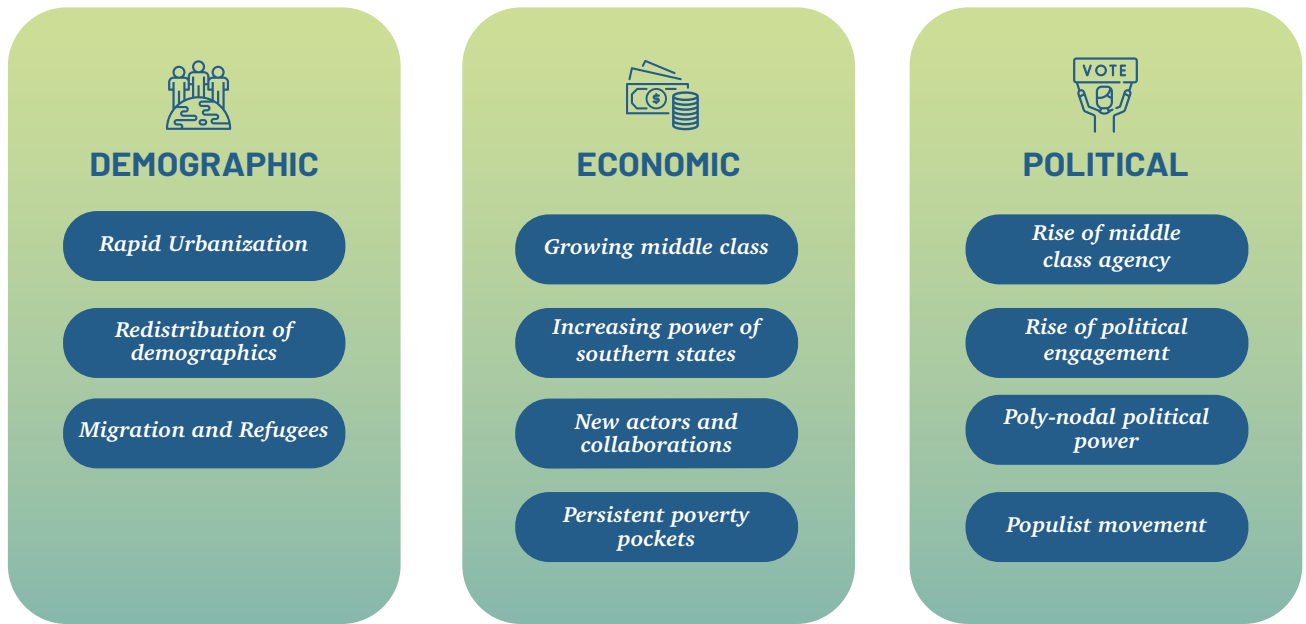 DEMOGRAPHIC
Rapid Urbanization
Redistribution of
demographics
Migration and Refugees
$
ECONOMIC
Growing middle class
Increasing power of
southern states
New actors and
collaborations
Persistent poverty
pockets
VOTE
POLITICAL
Rise of middle
class agency
Rise of political
engagement
Poly-nodal political
power
Populist movement